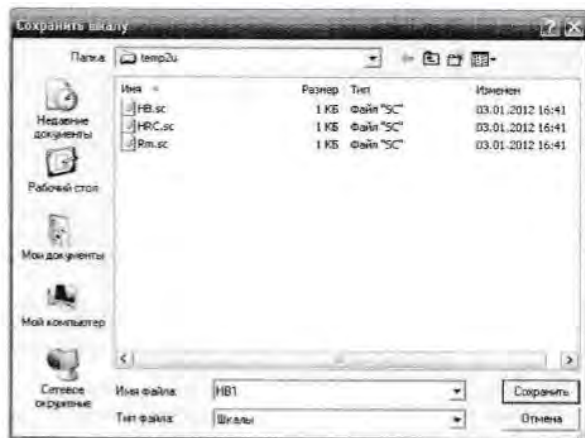 Сохранить шкалу
Папка: temp2u
Имя Размер Тип Изменен
HB.sc 1 КБ Файл "SC" 03.01.2012 16:41
HRC.sc 1 КБ Файл "SC" 03.01.2012 16:41
Rm.sc 1 КБ Файл "SC" 03.01.2012 16:41
Недавние документы
Рабочий стол
Мои документы
Мой компьютер
Сетевое окружение
Имя файла: HB1 Сохранить
Тип файла: Шкалы Отмена